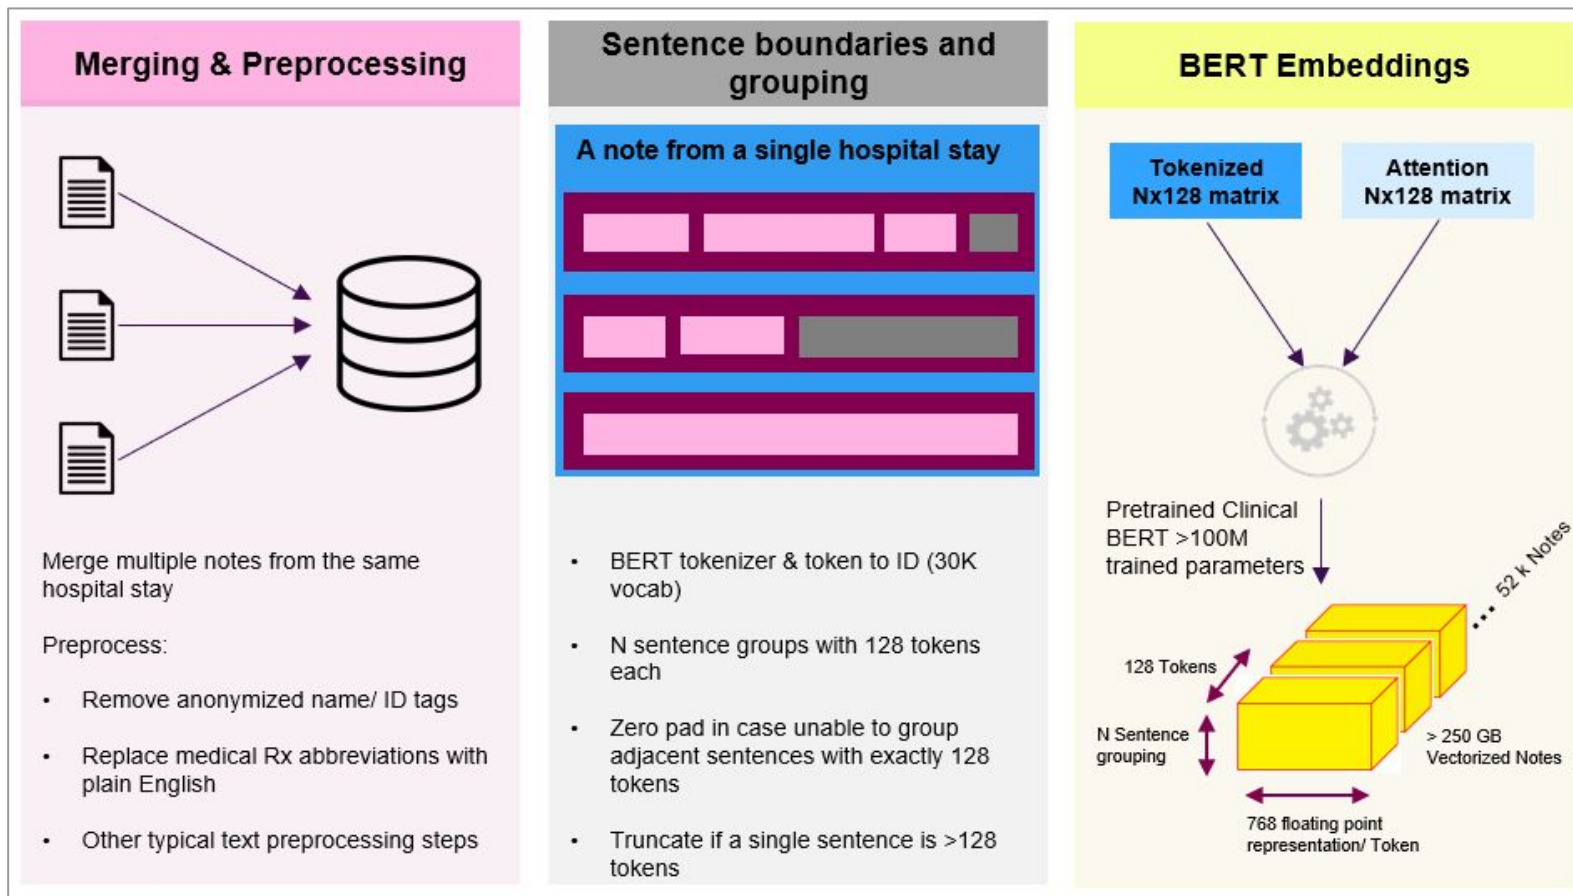 Merging & Preprocessing
Merge multiple notes from the same
hospital stay
Preprocess:
• Remove anonymized name/ ID tags
• Replace medical Rx abbreviations with
plain English
• Other typical text preprocessing steps
Sentence boundaries and
grouping
A note from a single hospital stay
• BERT tokenizer & token to ID (30K
vocab)
• N sentence groups with 128 tokens
each
• Zero pad in case unable to group
adjacent sentences with exactly 128
tokens
• Truncate if a single sentence is >128
tokens
BERT Embeddings
Tokenized
Nx128 matrix
Attention
Nx128 matrix
Pretrained Clinical
BERT >100M
trained parameters
52 k Notes
128 Tokens
N Sentence
grouping
> 250 GB
Vectorized Notes
768 floating point
representation/ Token